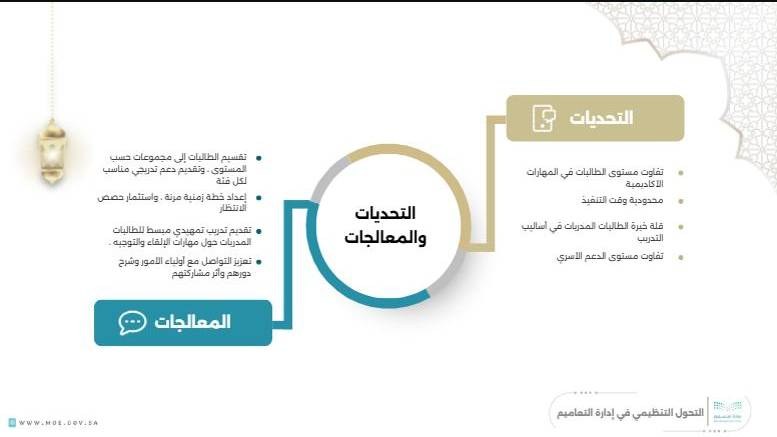 التحديات
تفاوت مستوى الطالبات في المهارات
الأكاديمية
محدودية وقت التنفيذ
قلة خبرة الطالبات المدربات في أساليب
التدريب
تفاوت مستوى الدعم الأسري
التحديات
والمعالجات
تقسيم الطالبات إلى مجموعات حسب
المستوى ، وتقديم دعم تدريجي مناسب
لكل فئة
إعداد خطة زمنية مرنة ، واستثمار حصص
الانتظار
تقديم تدريب تمهيدي مبسط للطالبات
المدربات حول مهارات الإلقاء والتوجيه .
تعزيز التواصل مع أولياء الأمور وشرح
دورهم وأثر مشاركتهم
المعالجات
التحول التنظيمي في إدارة التعاميم
وزارة التعليم
WWW.MOE.GOV.SA